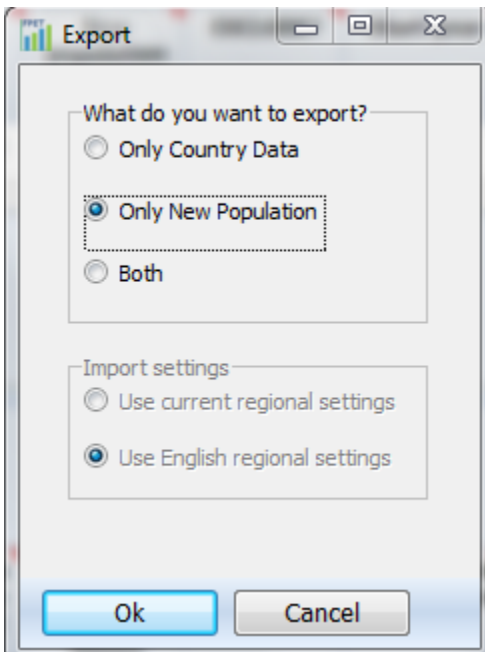 FPET
Export
What do you want to export?
Only Country Data
Only New Population
Both
Import settings
Use current regional settings
Use English regional settings
Ok
Cancel